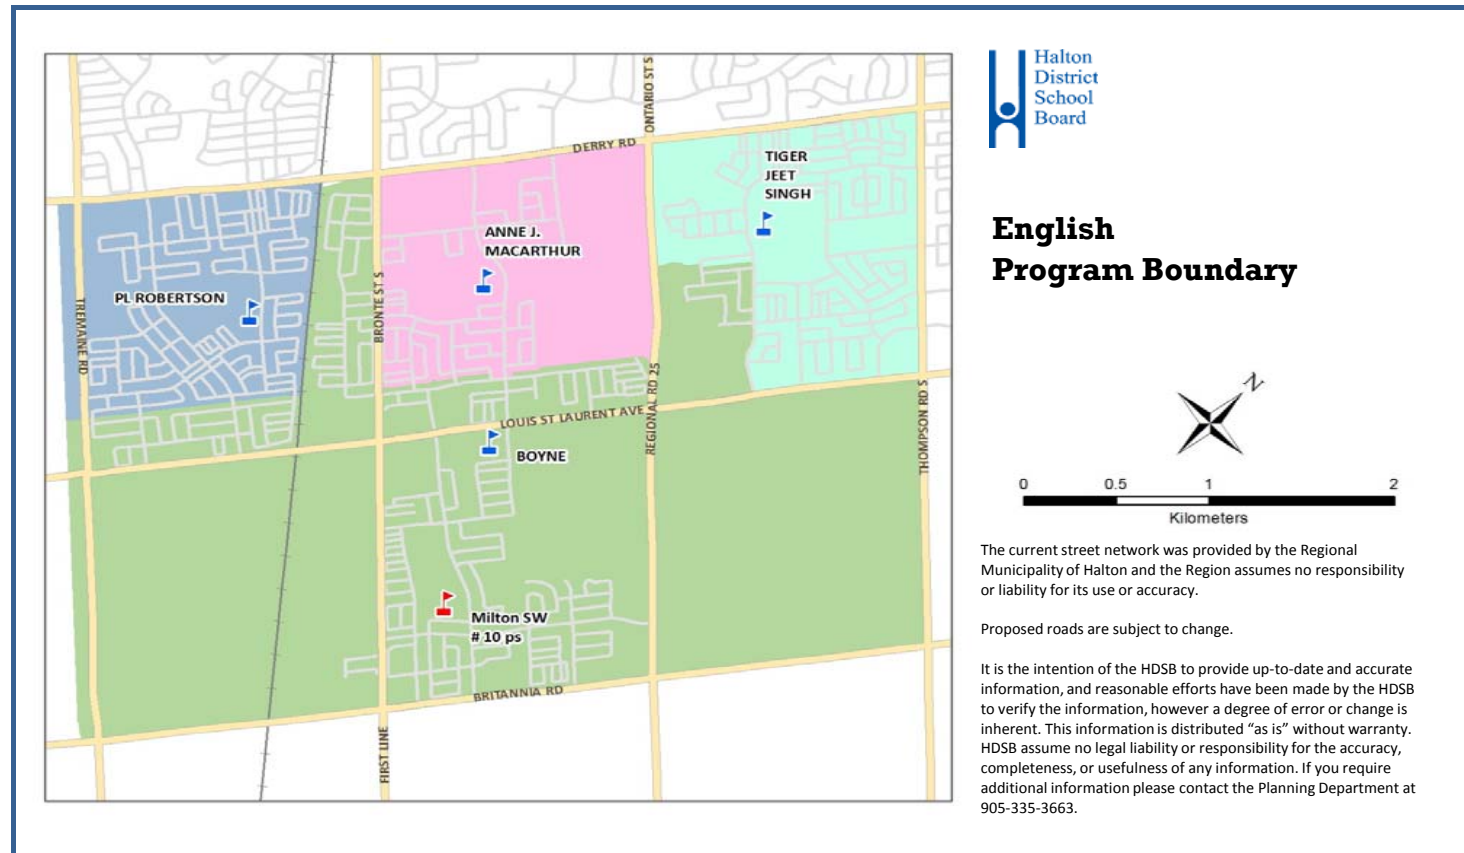 Halton
District
School
Board
English
Program Boundary
ONTARIO ST S
DERRY RD
TIGER
JEET
SINGH
ANNE J.
MACARTHUR
PL ROBERTSON
TREMAINE RD
BRONTE ST S
REGIONAL RD 25
THOMPSON RD S
LOUIS ST LAURENT AVE
BOYNE
Milton SW
# 10 ps
BRITANNIA RD
FIRST LINE
N
0 0.5 1 2
Kilometers
The current street network was provided by the Regional
Municipality of Halton and the Region assumes no responsibility
or liability for its use or accuracy.
Proposed roads are subject to change.
It is the intention of the HDSB to provide up-to-date and accurate
information, and reasonable efforts have been made by the HDSB
to verify the information, however a degree of error or change is
inherent. This information is distributed “as is” without warranty.
HDSB assume no legal liability or responsibility for the accuracy,
completeness, or usefulness of any information. If you require
additional information please contact the Planning Department at
905-335-3663.